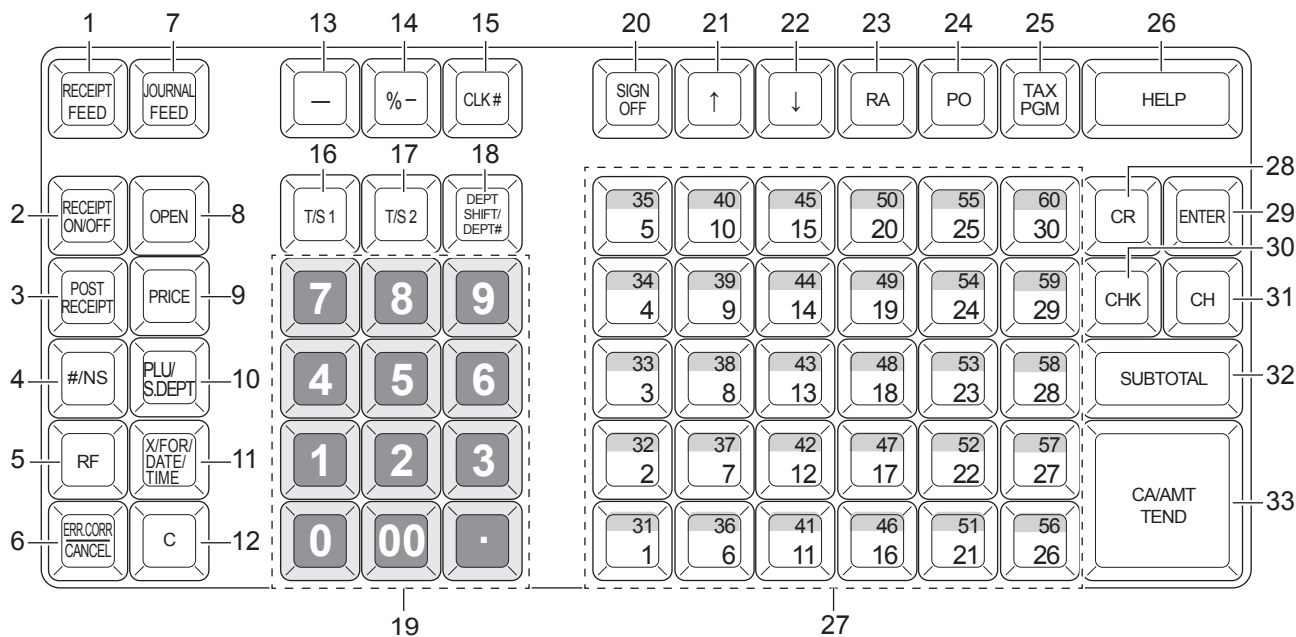 1 7 13 14 15 20 21 22 23 24 25 26
RECEIPT FEED
JOURNAL FEED
—
% –
CLK #
SIGN OFF
↑
↓
RA
PO
TAX PGM
HELP
16 17 18
2
RECEIPT ON/OFF
OPEN
8
T/S 1
T/S 2
DEPT SHIFT/ DEPT#
35 40 45 50 55 60
5 10 15 20 25 30
CR
28
ENTER
29
3
POST RECEIPT
PRICE
9
7 8 9
34 39 44 49 54 59
4 9 14 19 24 29
CHK
30
CH
31
4
#/NS
PLU/ S.DEPT
10
4 5 6
33 38 43 48 53 58
3 8 13 18 23 28
SUBTOTAL
32
5
RF
X/FOR/ DATE/ TIME
11
1 2 3
32 37 42 47 52 57
2 7 12 17 22 27
CA/AMT
TEND
33
6
ERR.CORR
CANCEL
C
12
0 00 ·
31 36 41 46 51 56
1 6 11 16 21 26
19 27